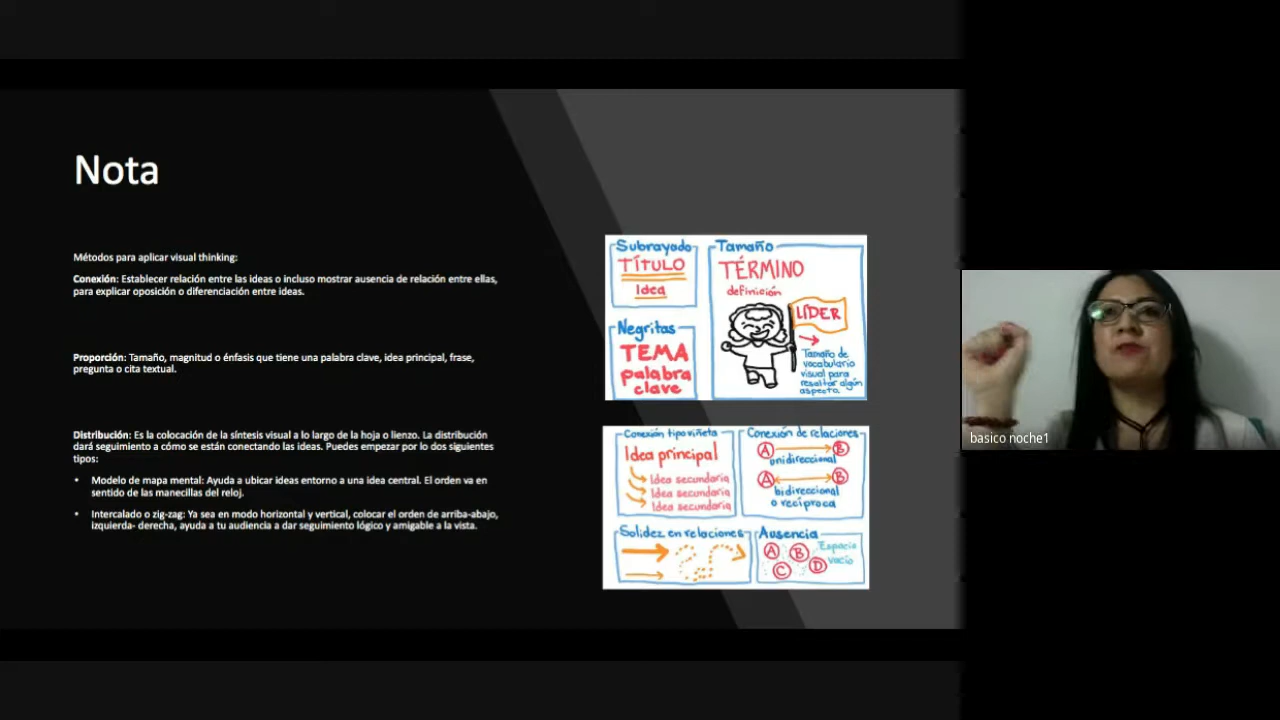 Nota
Métodos para aplicar visual thinking:
Conexión: Establecer relación entre las ideas o incluso mostrar ausencia de relación entre ellas,
para explicar oposición o diferenciación entre ideas.
Proporción: Tamaño, magnitud o énfasis que tiene una palabra clave, idea principal, frase,
pregunta o cita textual.
Distribución: Es la colocación de la síntesis visual a lo largo de la hoja o lienzo. La distribución
dará seguimiento a cómo se están conectando las ideas. Puedes empezar por lo dos siguientes
tipos:
• Modelo de mapa mental: Ayuda a ubicar ideas entorno a una idea central. El orden va en
sentido de las manecillas del reloj.
• Intercalado o zig-zag: Ya sea en modo horizontal y vertical, colocar el orden de arriba-abajo,
izquierda- derecha, ayuda a tu audiencia a dar seguimiento lógico y amigable a la vista.
Subrayado
TÍTULO
Idea
Negritas
TEMA
palabra
clave
Tamaño
TÉRMINO
definición
LÍDER
Tamaño de
vocabulario
visual para
resaltar algún
aspecto.
Conexión tipo viñeta
Idea principal
Idea secundaria
Idea secundaria
Idea secundaria
Conexión de relaciones
A B
unidireccional
A B
bidireccional
o recíproca
Solidez en relaciones
Ausencia
A B
C D
Espacio
vacío
basico noche1